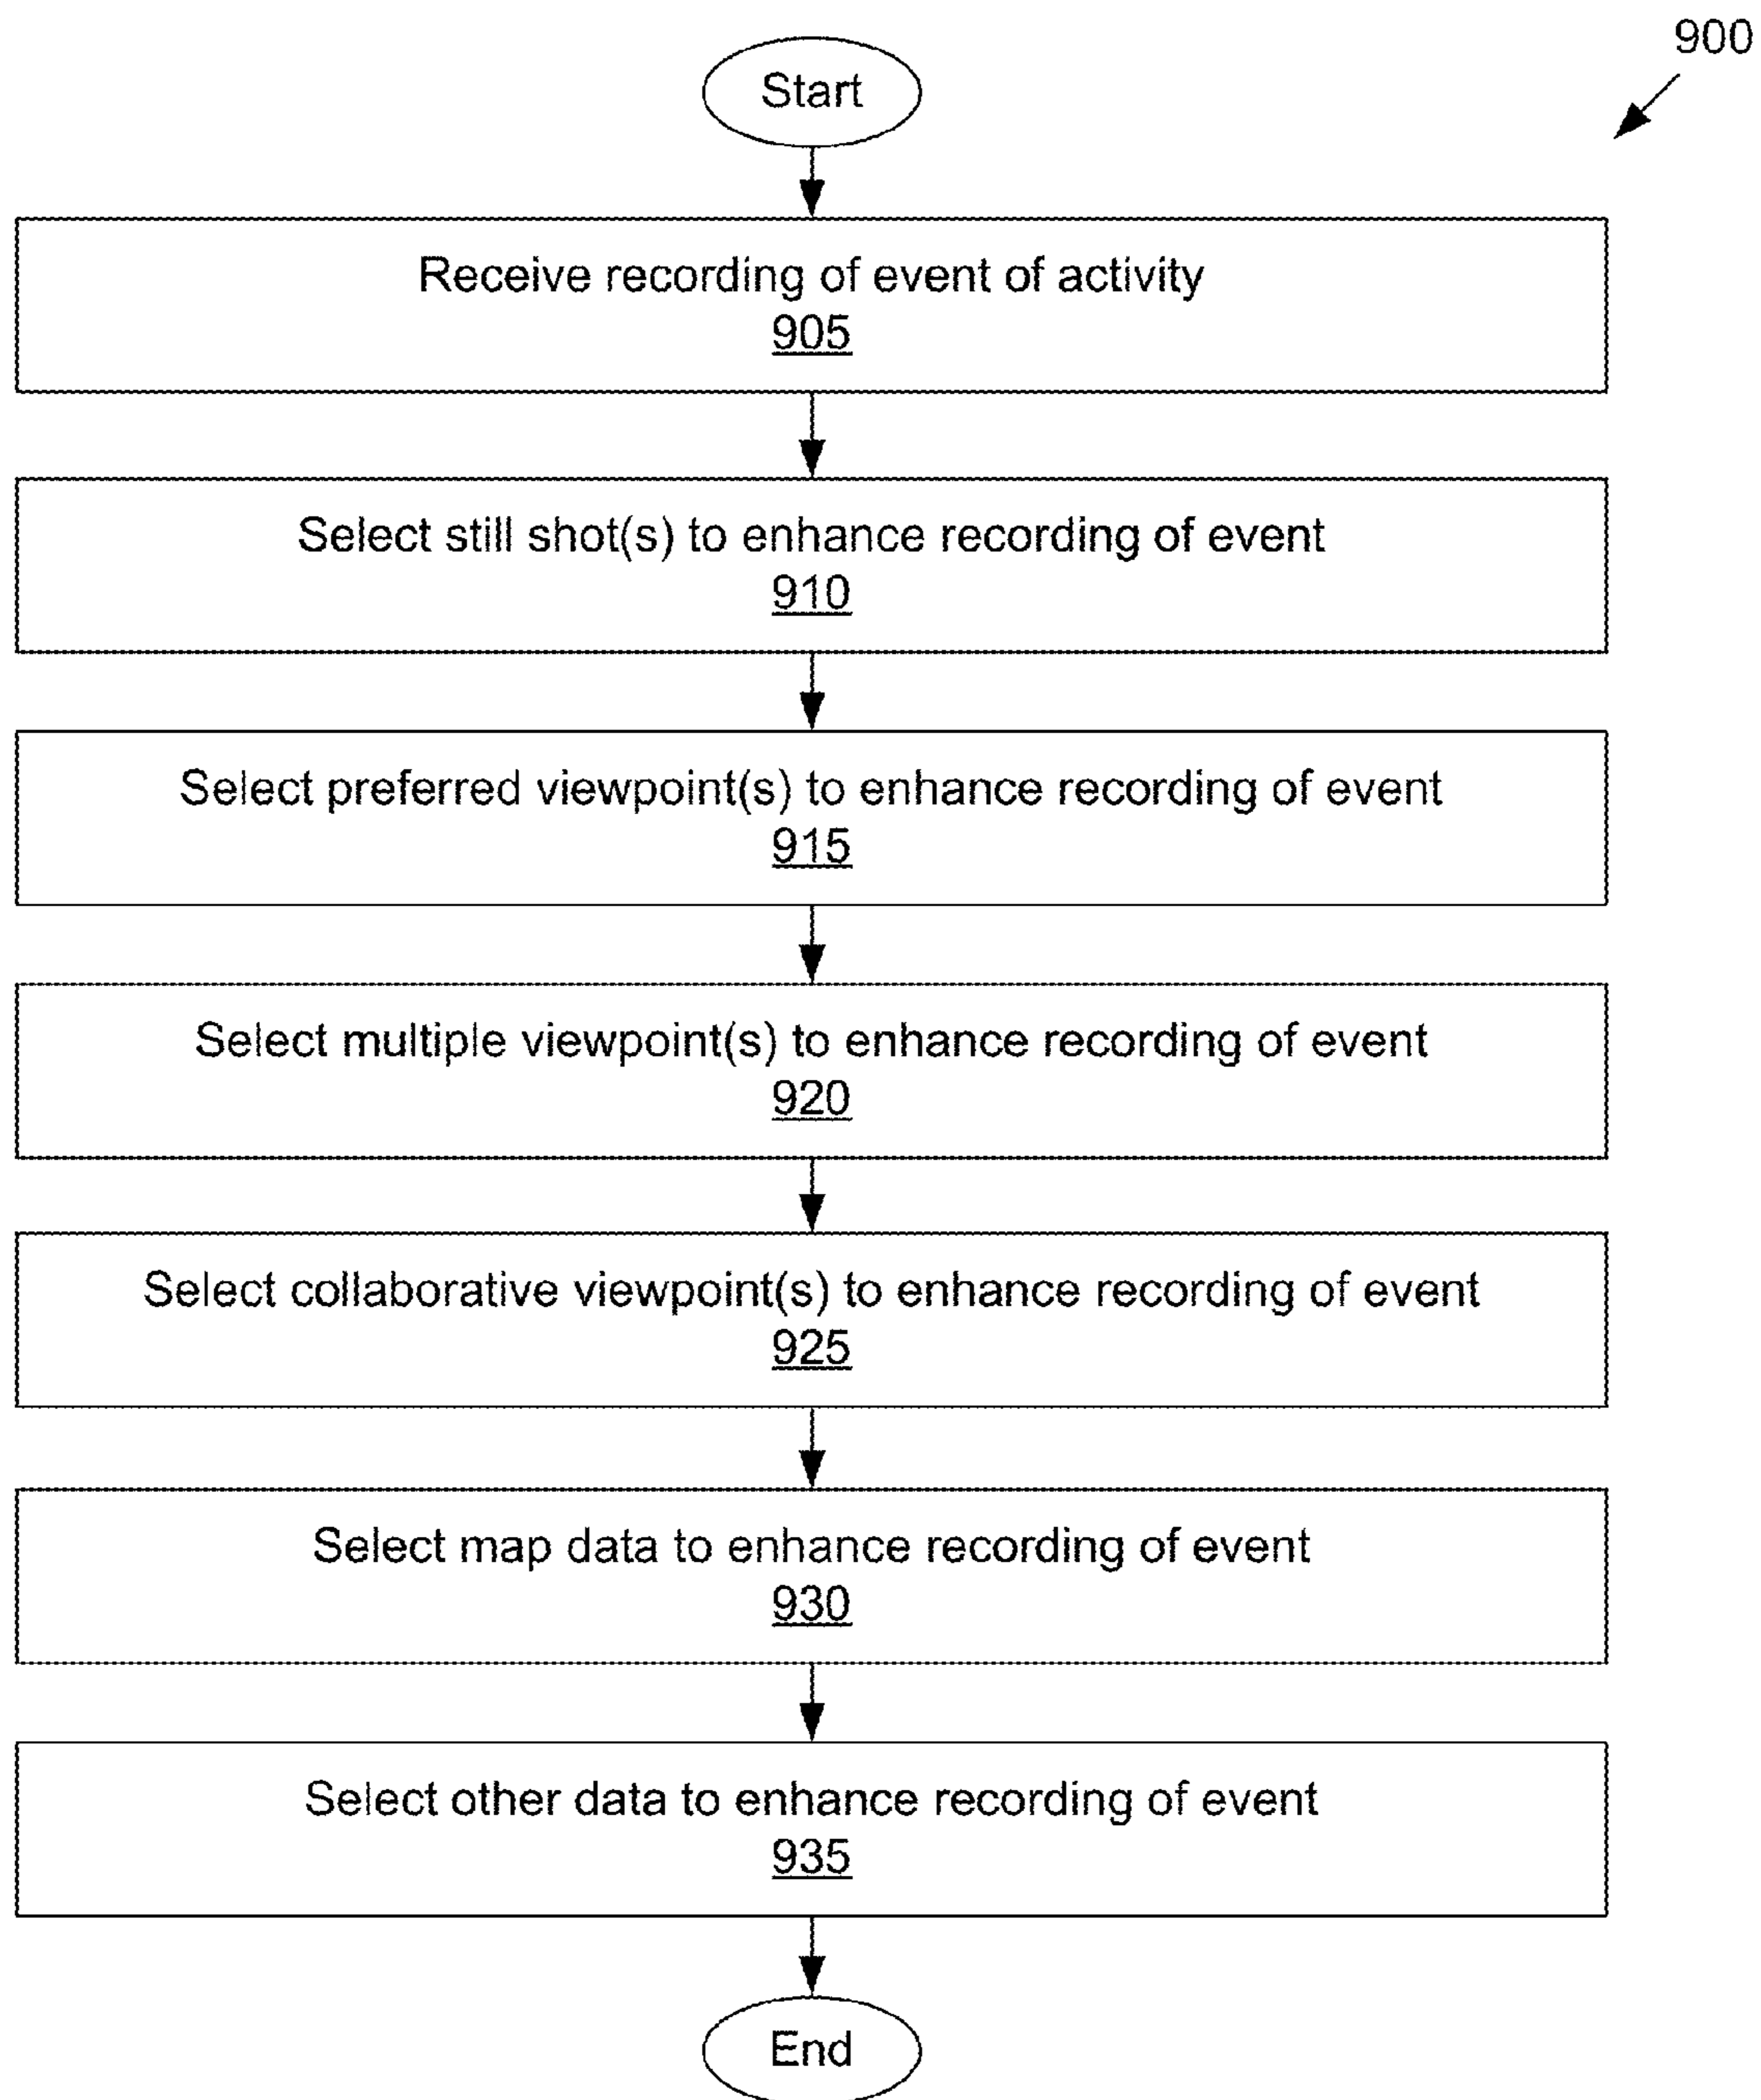 900
Start
Receive recording of event of activity
905
Select still shot(s) to enhance recording of event
910
Select preferred viewpoint(s) to enhance recording of event
915
Select multiple viewpoint(s) to enhance recording of event
920
Select collaborative viewpoint(s) to enhance recording of event
925
Select map data to enhance recording of event
930
Select other data to enhance recording of event
935
End